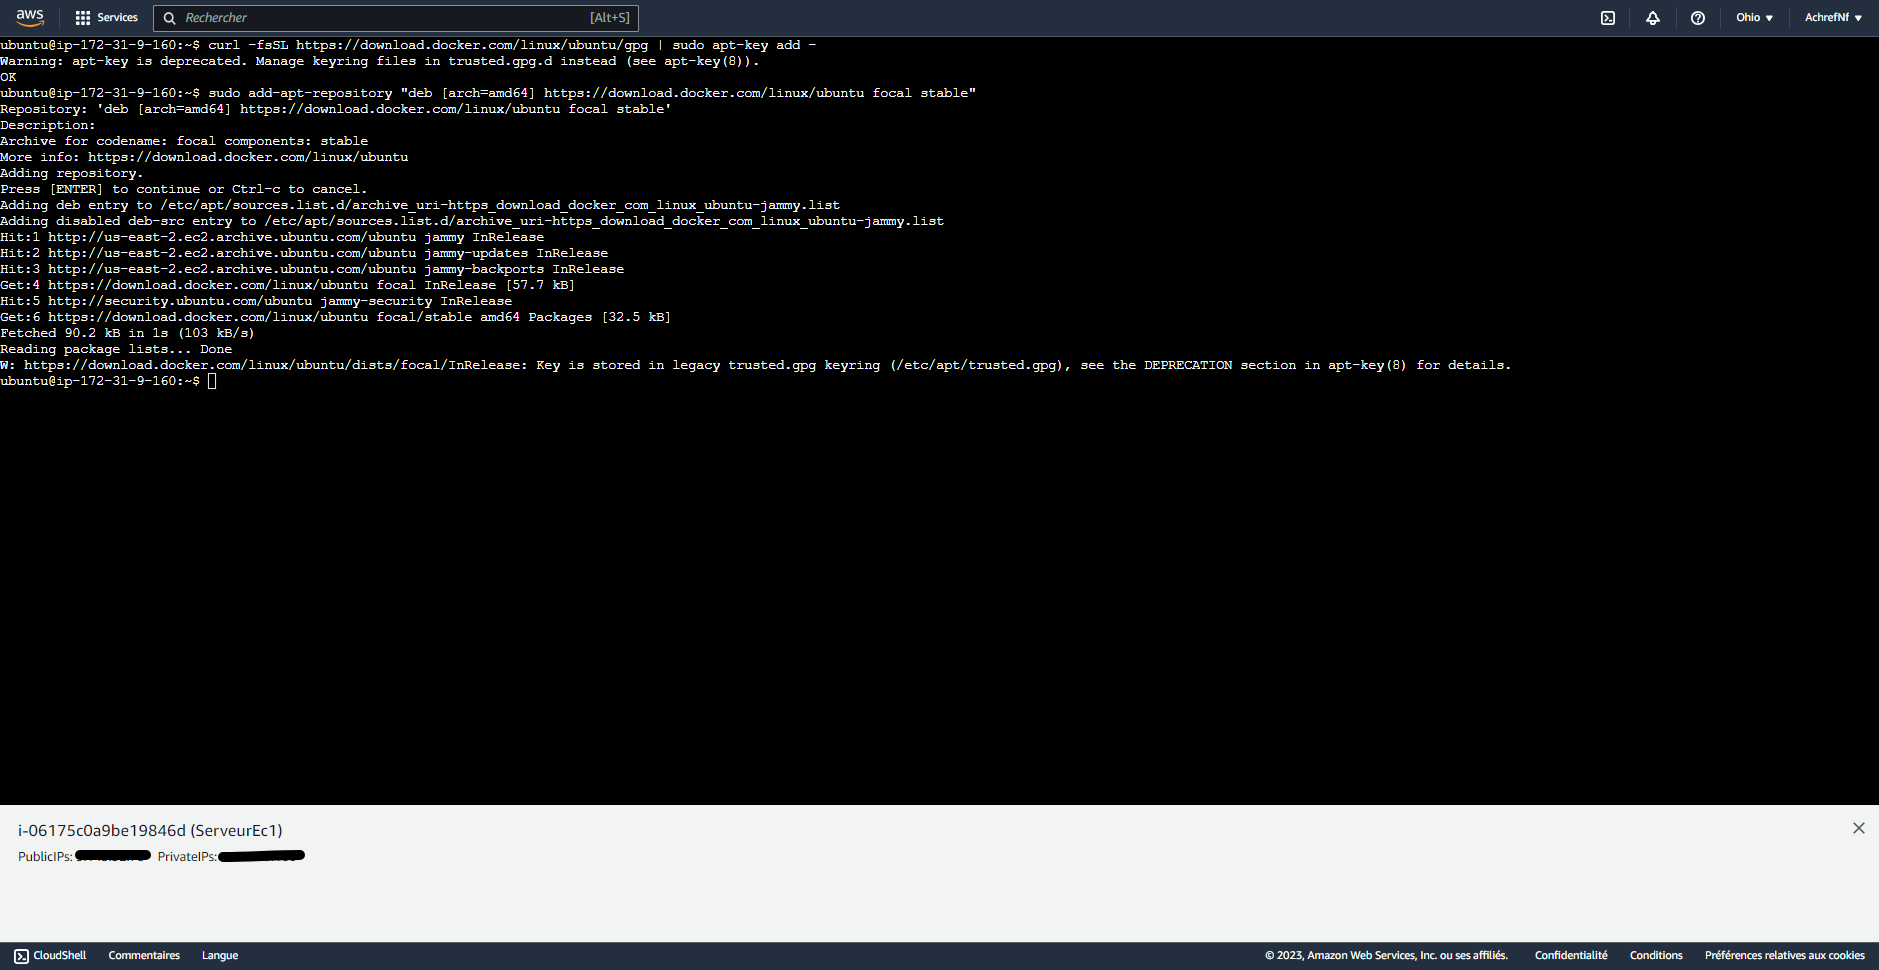 aws Services Rechercher [Alt+S] Ohio ▼ AchrefNf ▼
ubuntu@ip-172-31-9-160:~$ curl -fsSL https://download.docker.com/linux/ubuntu/gpg | sudo apt-key add -
Warning: apt-key is deprecated. Manage keyring files in trusted.gpg.d instead (see apt-key(8)).
OK
ubuntu@ip-172-31-9-160:~$ sudo add-apt-repository "deb [arch=amd64] https://download.docker.com/linux/ubuntu focal stable"
Repository: 'deb [arch=amd64] https://download.docker.com/linux/ubuntu focal stable'
Description:
Archive for codename: focal components: stable
More info: https://download.docker.com/linux/ubuntu
Adding repository.
Press [ENTER] to continue or Ctrl-c to cancel.
Adding deb entry to /etc/apt/sources.list.d/archive_uri-https_download_docker_com_linux_ubuntu-jammy.list
Adding disabled deb-src entry to /etc/apt/sources.list.d/archive_uri-https_download_docker_com_linux_ubuntu-jammy.list
Hit:1 http://us-east-2.ec2.archive.ubuntu.com/ubuntu jammy InRelease
Hit:2 http://us-east-2.ec2.archive.ubuntu.com/ubuntu jammy-updates InRelease
Hit:3 http://us-east-2.ec2.archive.ubuntu.com/ubuntu jammy-backports InRelease
Get:4 https://download.docker.com/linux/ubuntu focal InRelease [57.7 kB]
Hit:5 http://security.ubuntu.com/ubuntu jammy-security InRelease
Get:6 https://download.docker.com/linux/ubuntu focal/stable amd64 Packages [32.5 kB]
Fetched 90.2 kB in 1s (103 kB/s)
Reading package lists... Done
W: https://download.docker.com/linux/ubuntu/dists/focal/InRelease: Key is stored in legacy trusted.gpg keyring (/etc/apt/trusted.gpg), see the DEPRECATION section in apt-key(8) for details.
ubuntu@ip-172-31-9-160:~$
i-06175c0a9be19846d (ServeurEc1)
PublicIPs: PrivateIPs:
CloudShell Commentaires Langue © 2023, Amazon Web Services, Inc. ou ses affiliés. Confidentialité Conditions Préférences relatives aux cookies